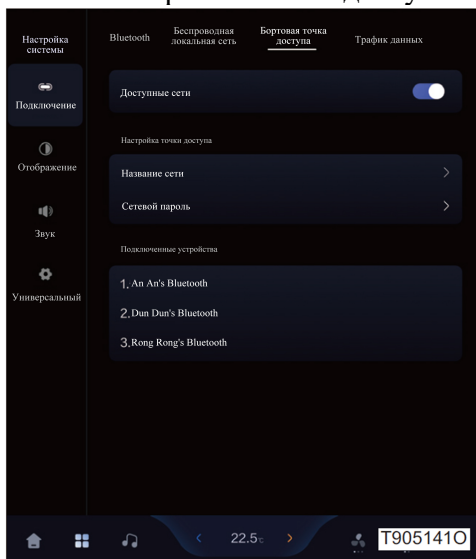 Настройка
системы
Bluetooth
Беспроводная
локальная сеть
Бортовая точка
доступа
Трафик данных
Подключение
Доступные сети
Настройка точки доступа
Отображение
Название сети
Сетевой пароль
Звук
Подключенные устройства
Универсальный
1. An An's Bluetooth
2. Dun Dun's Bluetooth
3. Rong Rong's Bluetooth
22.5°C
T905141O